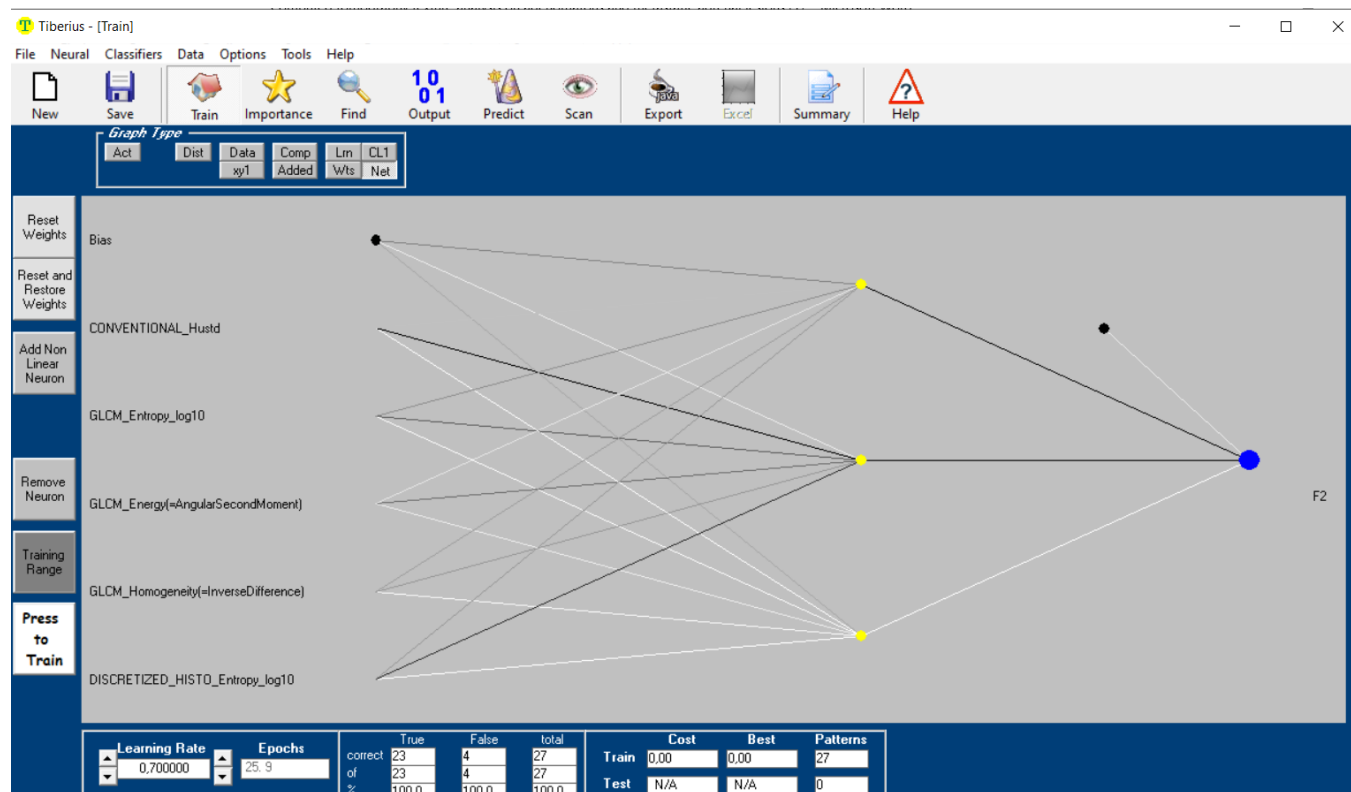 Tiberius - [Train]
File Neural Classifiers Data Options Tools Help
New Save Train Importance Find Output Predict Scan Export Excel Summary Help
Graph Type
Act Dist Data Comp Lrn CL1
xy1 Added Wts Net
Reset Weights
Reset and Restore Weights
Add Non Linear Neuron
Remove Neuron
Training Range
Press to Train
Bias
CONVENTIONAL_Hustd
GLCM_Entropy_log10
GLCM_Energy(=AngularSecondMoment)
GLCM_Homogeneity(=InverseDifference)
DISCRETIZED_HISTO_Entropy_log10
F2
Learning Rate Epochs
0,700000 25. 9
True False total
correct 23 4 27
of 23 4 27
% 100,0 100,0 100,0
Cost Best Patterns
Train 0,00 0,00 27
Test N/A N/A 0